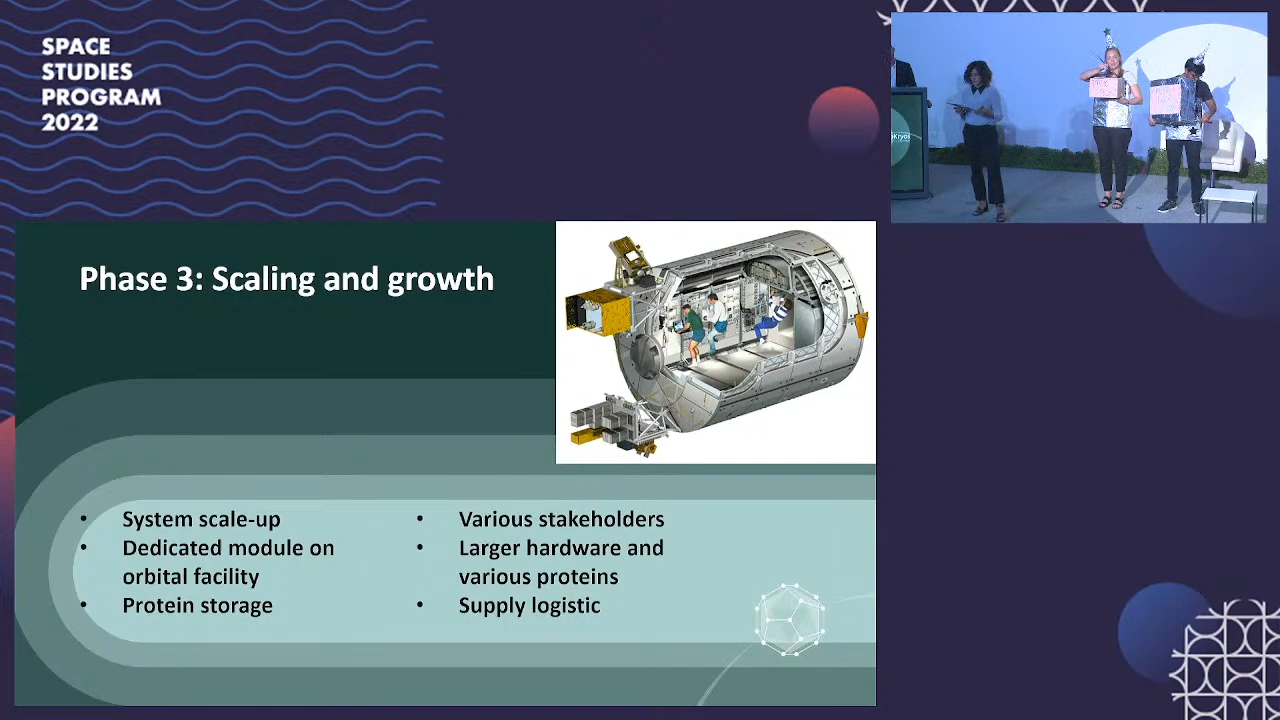 SPACE
STUDIES
PROGRAM
2022
Phase 3: Scaling and growth
• System scale-up
• Dedicated module on
orbital facility
• Protein storage
• Various stakeholders
• Larger hardware and
various proteins
• Supply logistic